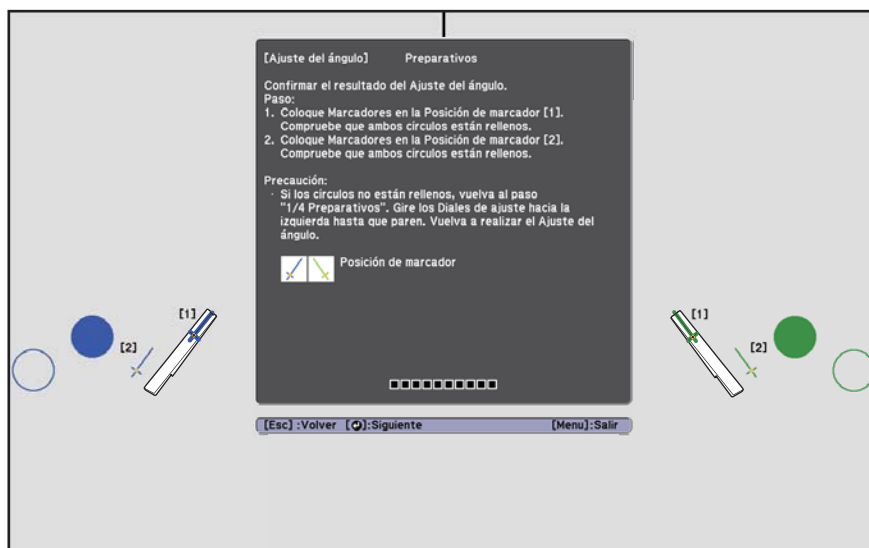 [Ajuste del ángulo] Preparativos
Confirmar el resultado del Ajuste del ángulo.
Paso:
1. Coloque Marcadores en la Posición de marcador [1].
Compruebe que ambos círculos están rellenos.
2. Coloque Marcadores en la Posición de marcador [2].
Compruebe que ambos círculos están rellenos.
Precaución:
· Si los círculos no están rellenos, vuelva al paso
"1/4 Preparativos". Gire los Diales de ajuste hacia la
izquierda hasta que paren. Vuelva a realizar el Ajuste del
ángulo.
Posición de marcador
[1]
[2]
[1]
[2]
[Esc] :Volver [↵]:Siguiente [Menu]:Salir